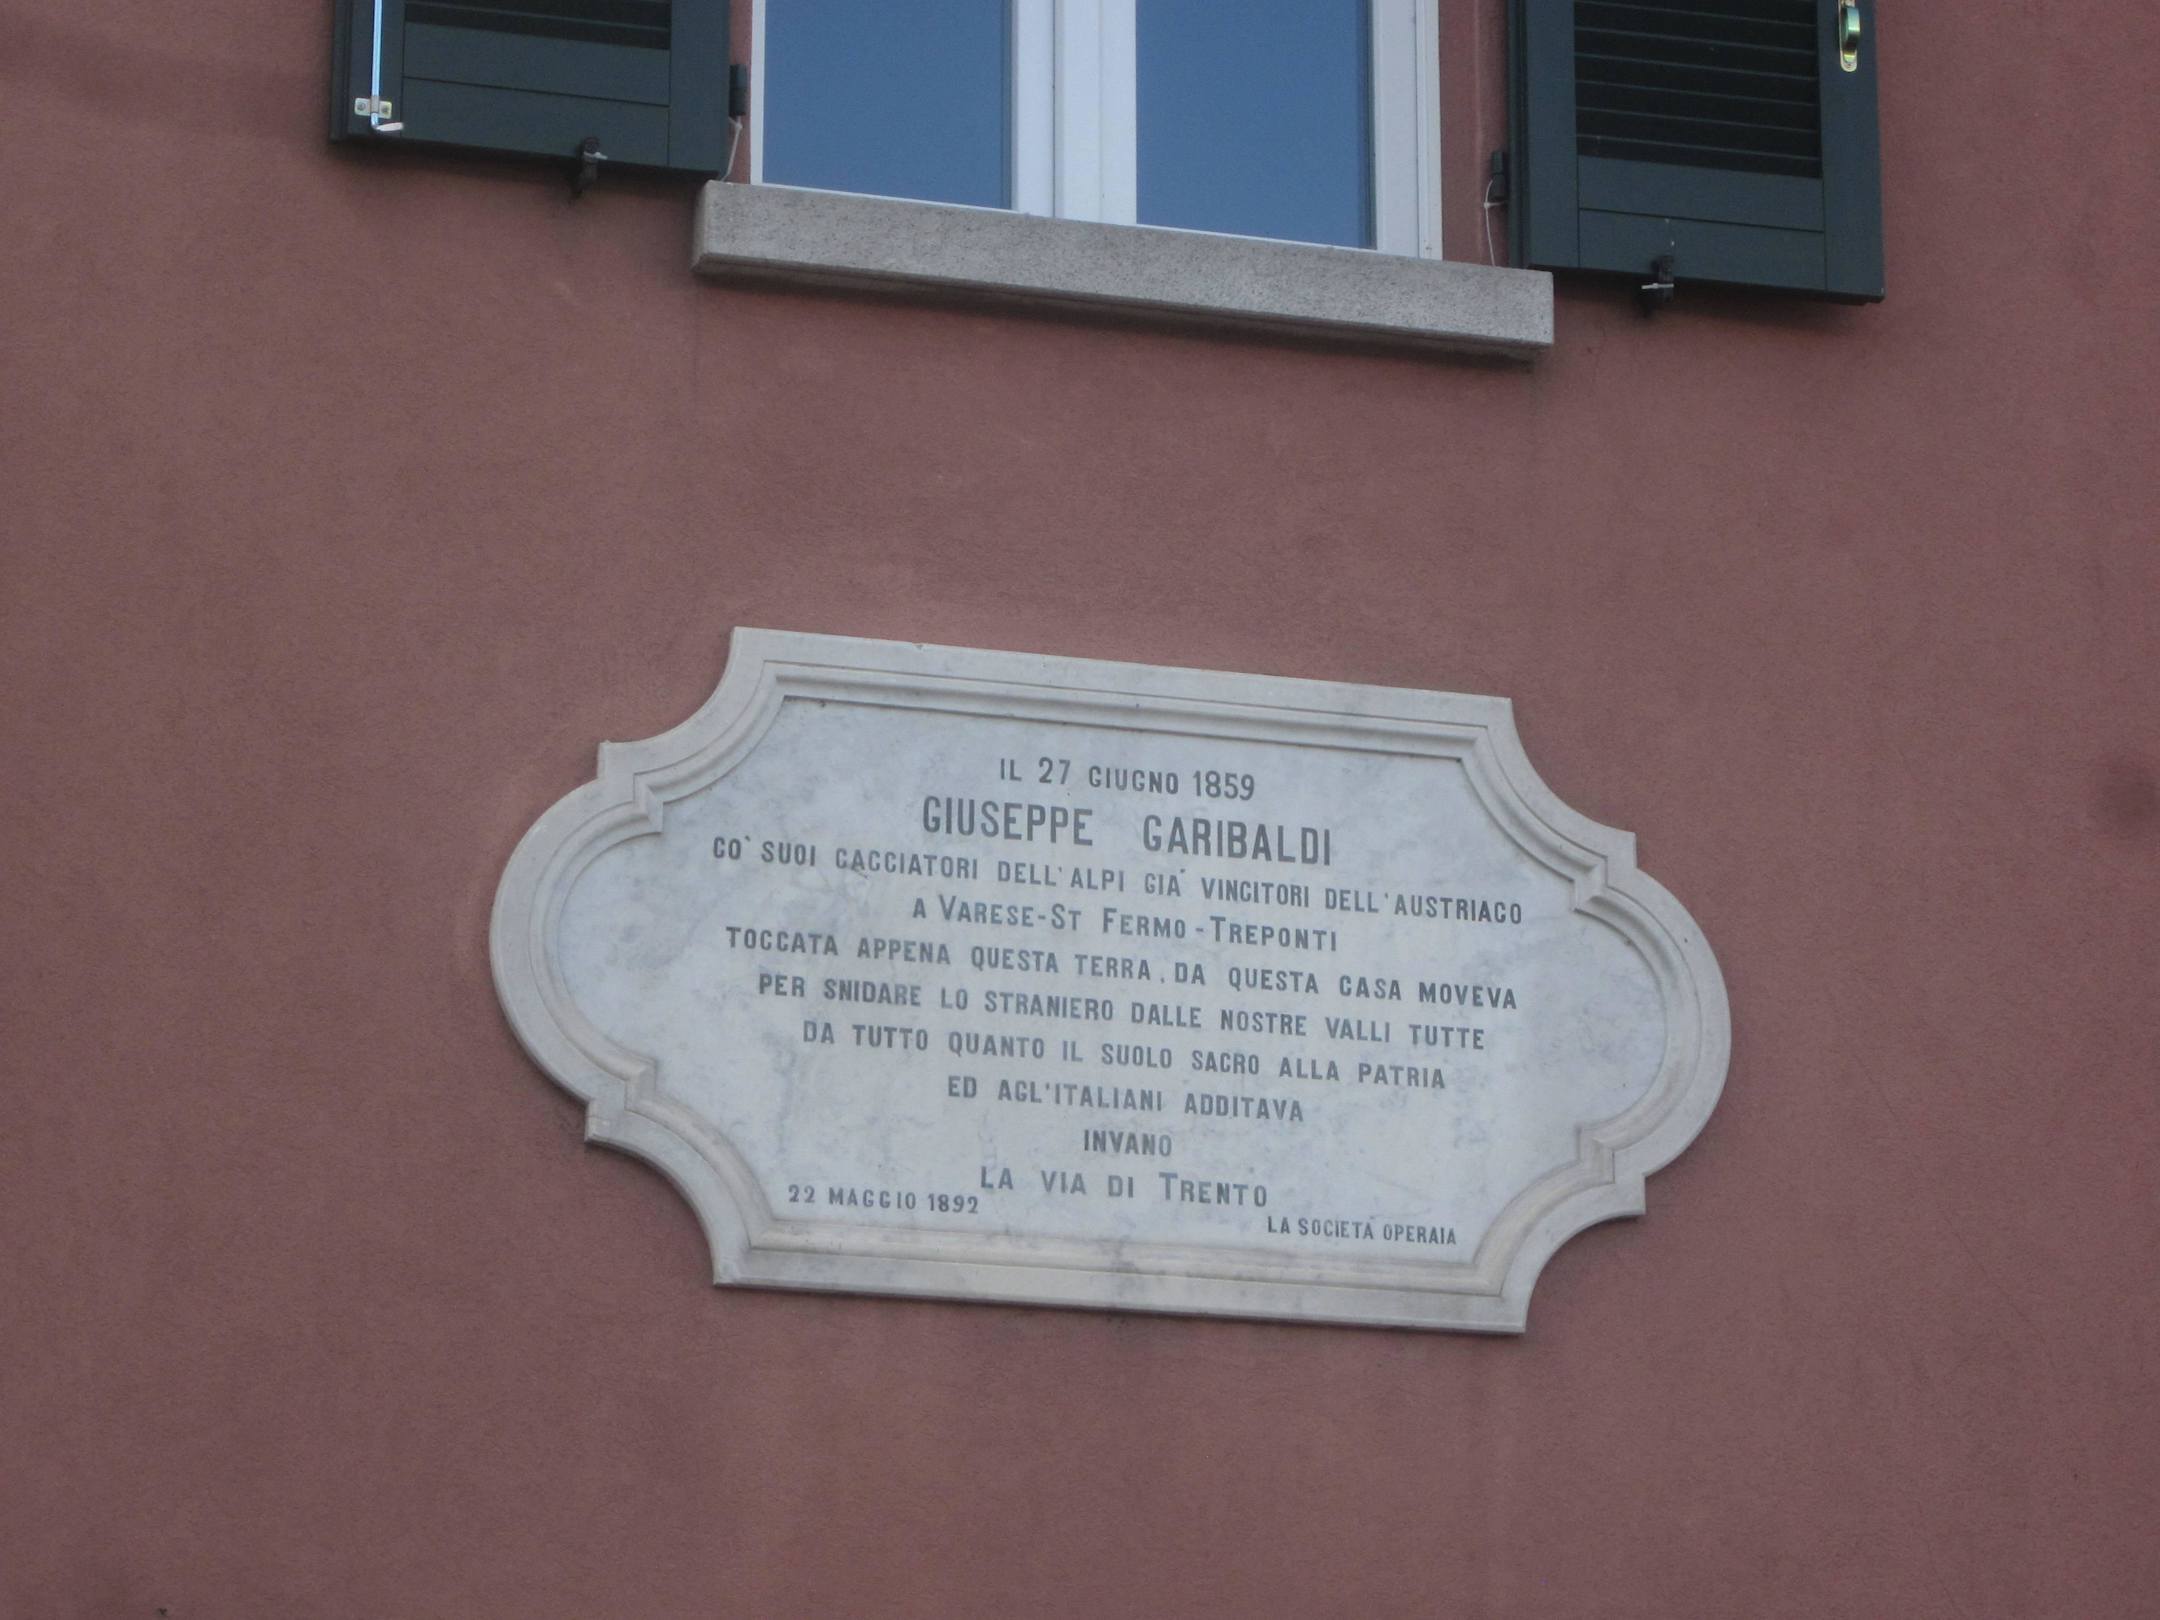 IL 27 GIUGNO 1859
GIUSEPPE GARIBALDI
CO` SUOI CACCIATORI DELL'ALPI GIA´ VINCITORI DELL'AUSTRIACO
A VARESE-ST FERMO-TREPONTI
TOCCATA APPENA QUESTA TERRA, DA QUESTA CASA MOVEVA
PER SNIDARE LO STRANIERO DALLE NOSTRE VALLI TUTTE
DA TUTTO QUANTO IL SUOLO SACRO ALLA PATRIA
ED AGL'ITALIANI ADDITAVA
INVANO
LA VIA DI TRENTO
22 MAGGIO 1892
LA SOCIETÀ OPERAIA